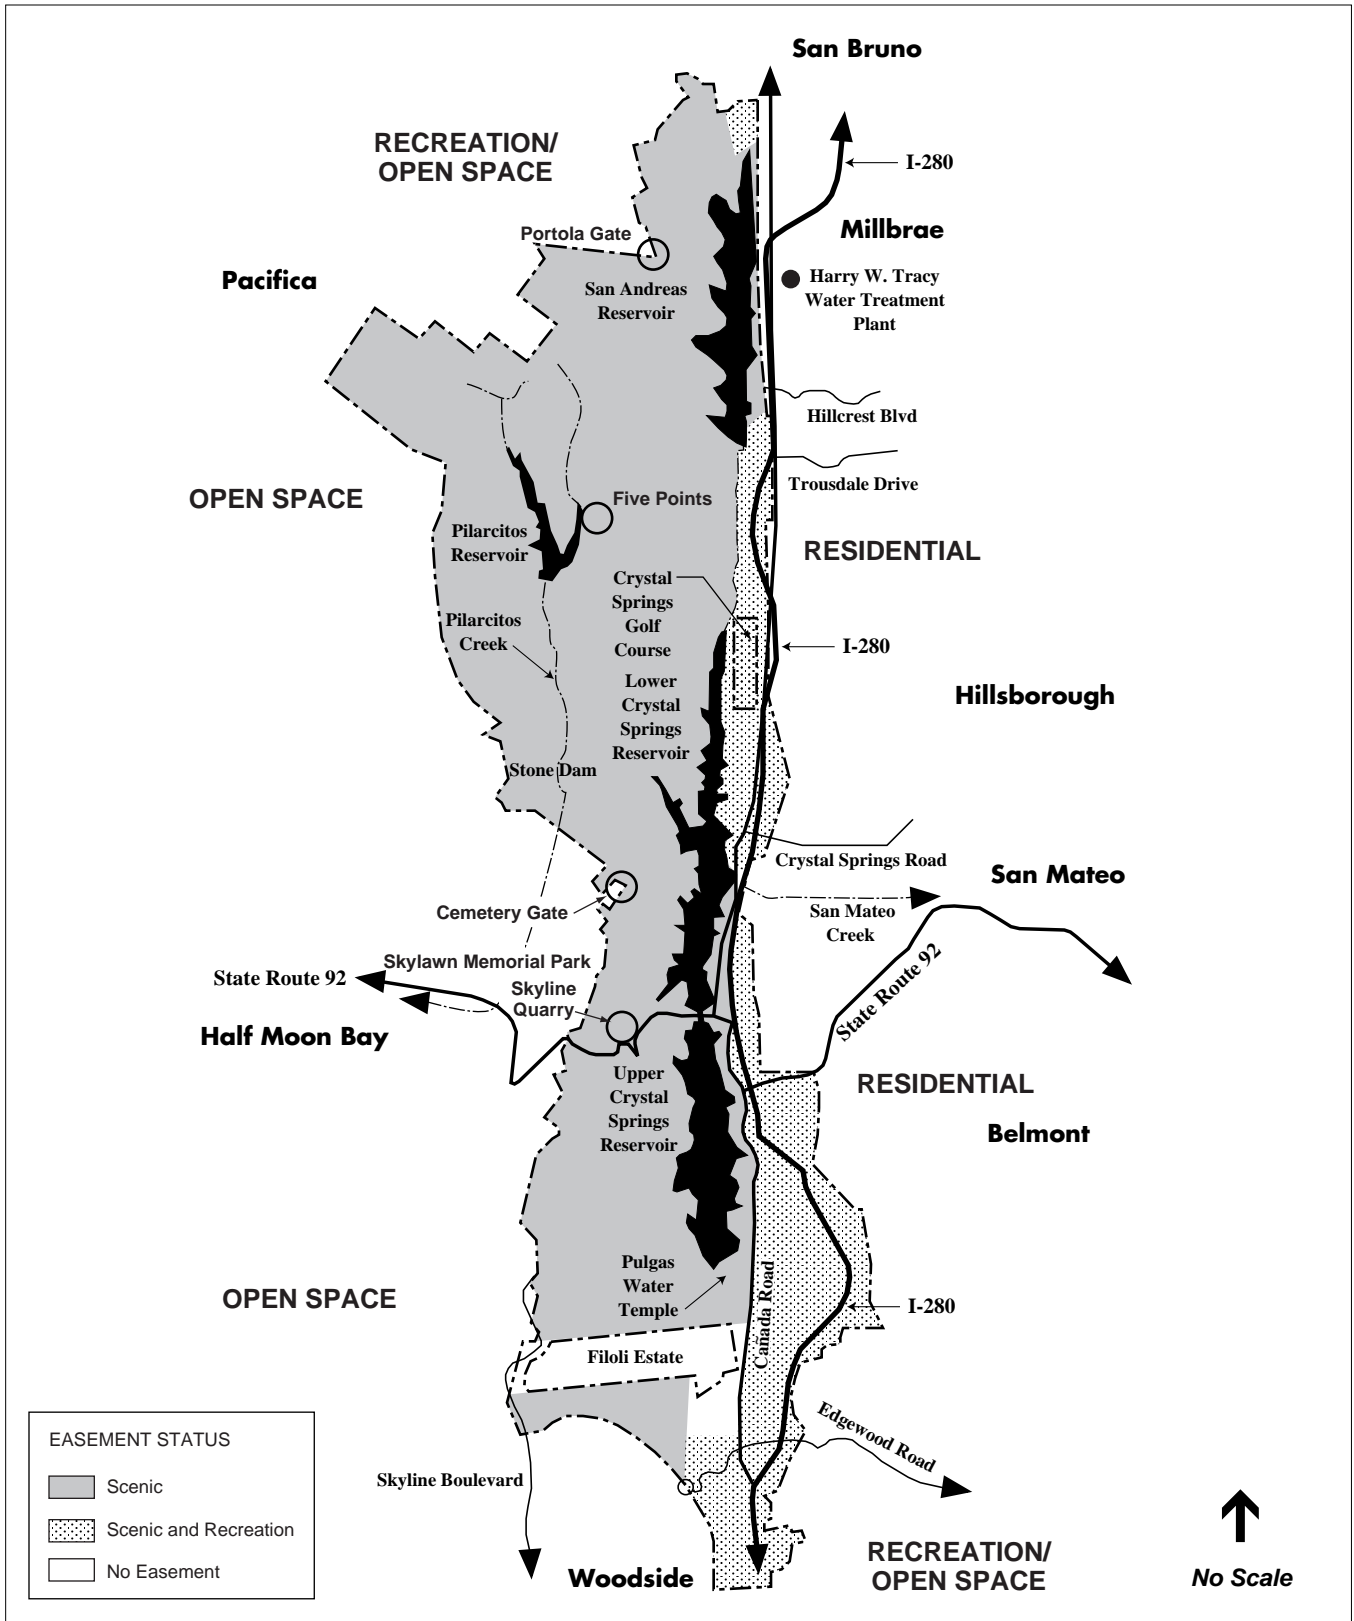 San Bruno
RECREATION/
OPEN SPACE
I-280
Portola Gate
Millbrae
Pacifica
San Andreas
Reservoir
Harry W. Tracy
Water Treatment
Plant
Hillcrest Blvd
OPEN SPACE
Trousdale Drive
Five Points
Pilarcitos
Reservoir
RESIDENTIAL
Crystal
Springs
Golf
Course
Pilarcitos
Creek
I-280
Lower
Crystal
Springs
Reservoir
Hillsborough
Stone Dam
Crystal Springs Road
San Mateo
Cemetery Gate
San Mateo
Creek
Skylawn Memorial Park
State Route 92
Skyline
Quarry
State Route 92
Half Moon Bay
Upper
Crystal
Springs
Reservoir
RESIDENTIAL
Belmont
Pulgas
Water
Temple
OPEN SPACE
Cañada Road
I-280
Filoli Estate
Edgewood Road
EASEMENT STATUS
Scenic
Scenic and Recreation
No Easement
Skyline Boulevard
Woodside
RECREATION/
OPEN SPACE
No Scale